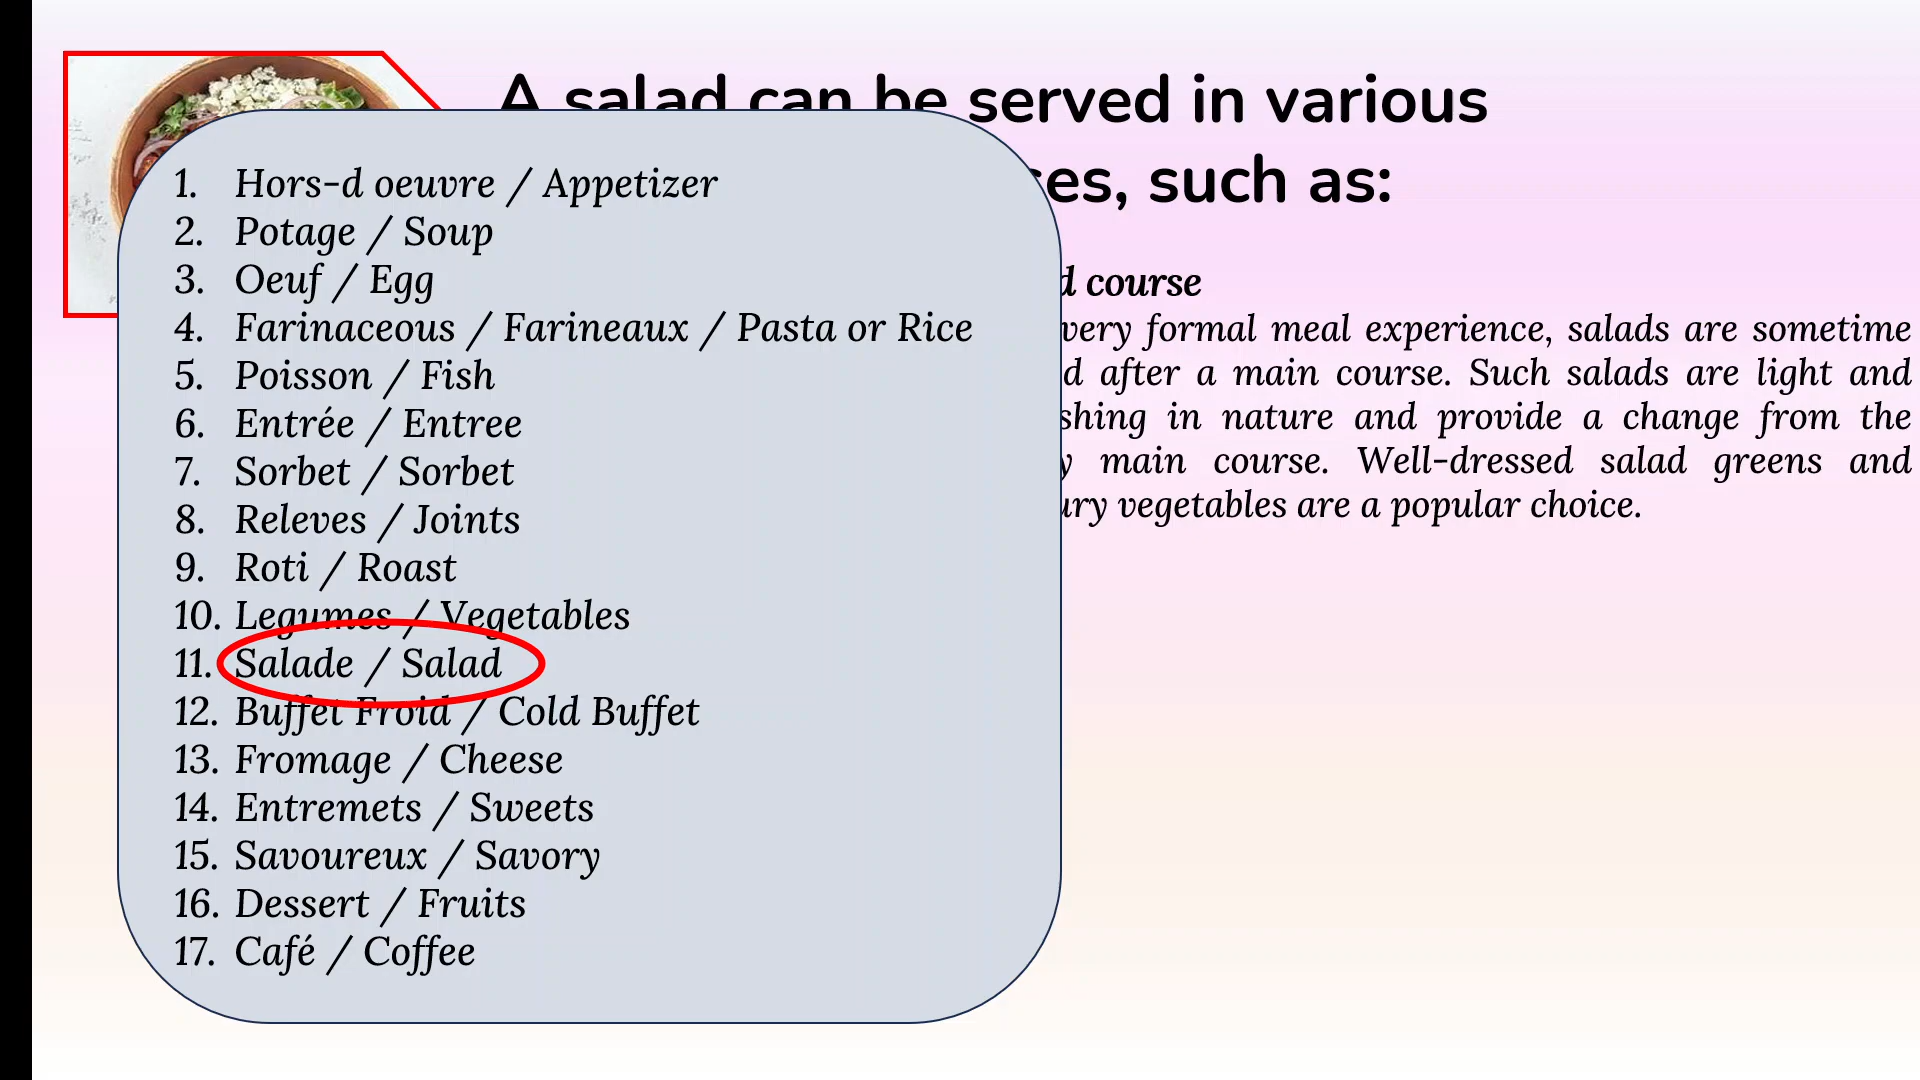 A salad can be served in various
such as:
1. Hors-d oeuvre / Appetizer
2. Potage / Soup
3. Oeuf / Egg
4. Farinaceous / Farineaux / Pasta or Rice
5. Poisson / Fish
6. Entrée / Entree
7. Sorbet / Sorbet
8. Releves / Joints
9. Roti / Roast
10. Legumes / Vegetables
11. Salade / Salad
12. Buffet Froid / Cold Buffet
13. Fromage / Cheese
14. Entremets / Sweets
15. Savoureux / Savory
16. Dessert / Fruits
17. Café / Coffee
course
very formal meal experience, salads are sometime
after a main course. Such salads are light and
in nature and provide a change from the
main course. Well-dressed salad greens and
vegetables are a popular choice.